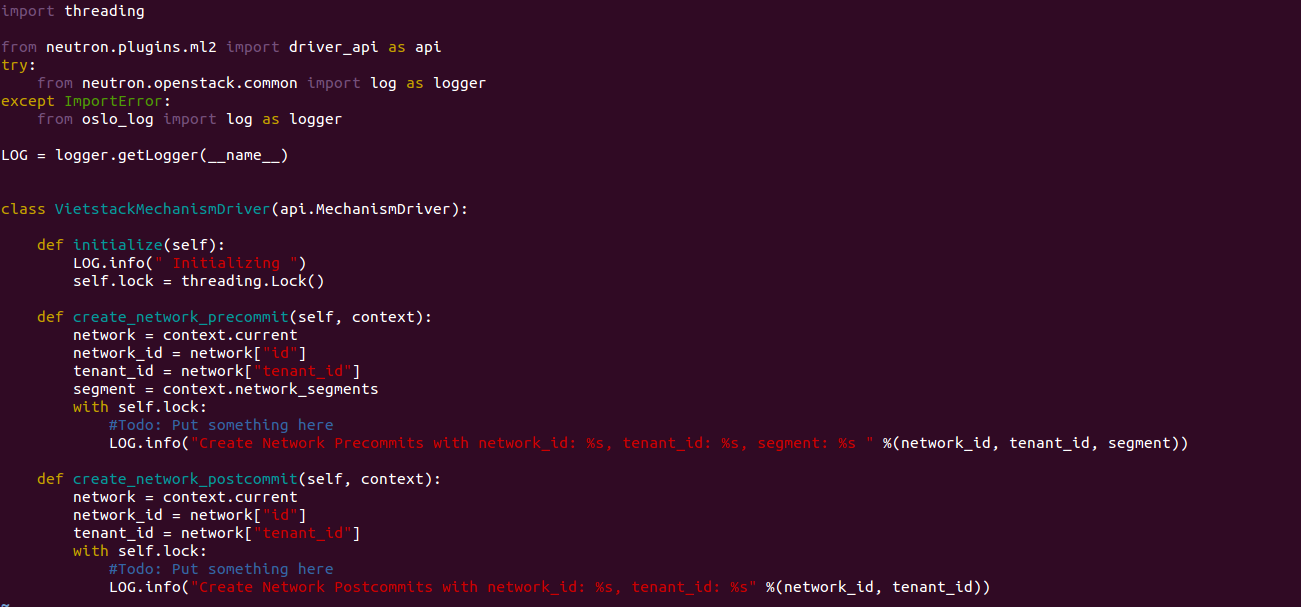 import threading

from neutron.plugins.ml2 import driver_api as api
try:
    from neutron.openstack.common import log as logger
except ImportError:
    from oslo_log import log as logger

LOG = logger.getLogger(__name__)


class VietstackMechanismDriver(api.MechanismDriver):

    def initialize(self):
        LOG.info(" Initializing ")
        self.lock = threading.Lock()

    def create_network_precommit(self, context):
        network = context.current
        network_id = network["id"]
        tenant_id = network["tenant_id"]
        segment = context.network_segments
        with self.lock:
            #Todo: Put something here
            LOG.info("Create Network Precommits with network_id: %s, tenant_id: %s, segment: %s " %(network_id, tenant_id, segment))

    def create_network_postcommit(self, context):
        network = context.current
        network_id = network["id"]
        tenant_id = network["tenant_id"]
        with self.lock:
            #Todo: Put something here
            LOG.info("Create Network Postcommits with network_id: %s, tenant_id: %s" %(network_id, tenant_id))
~